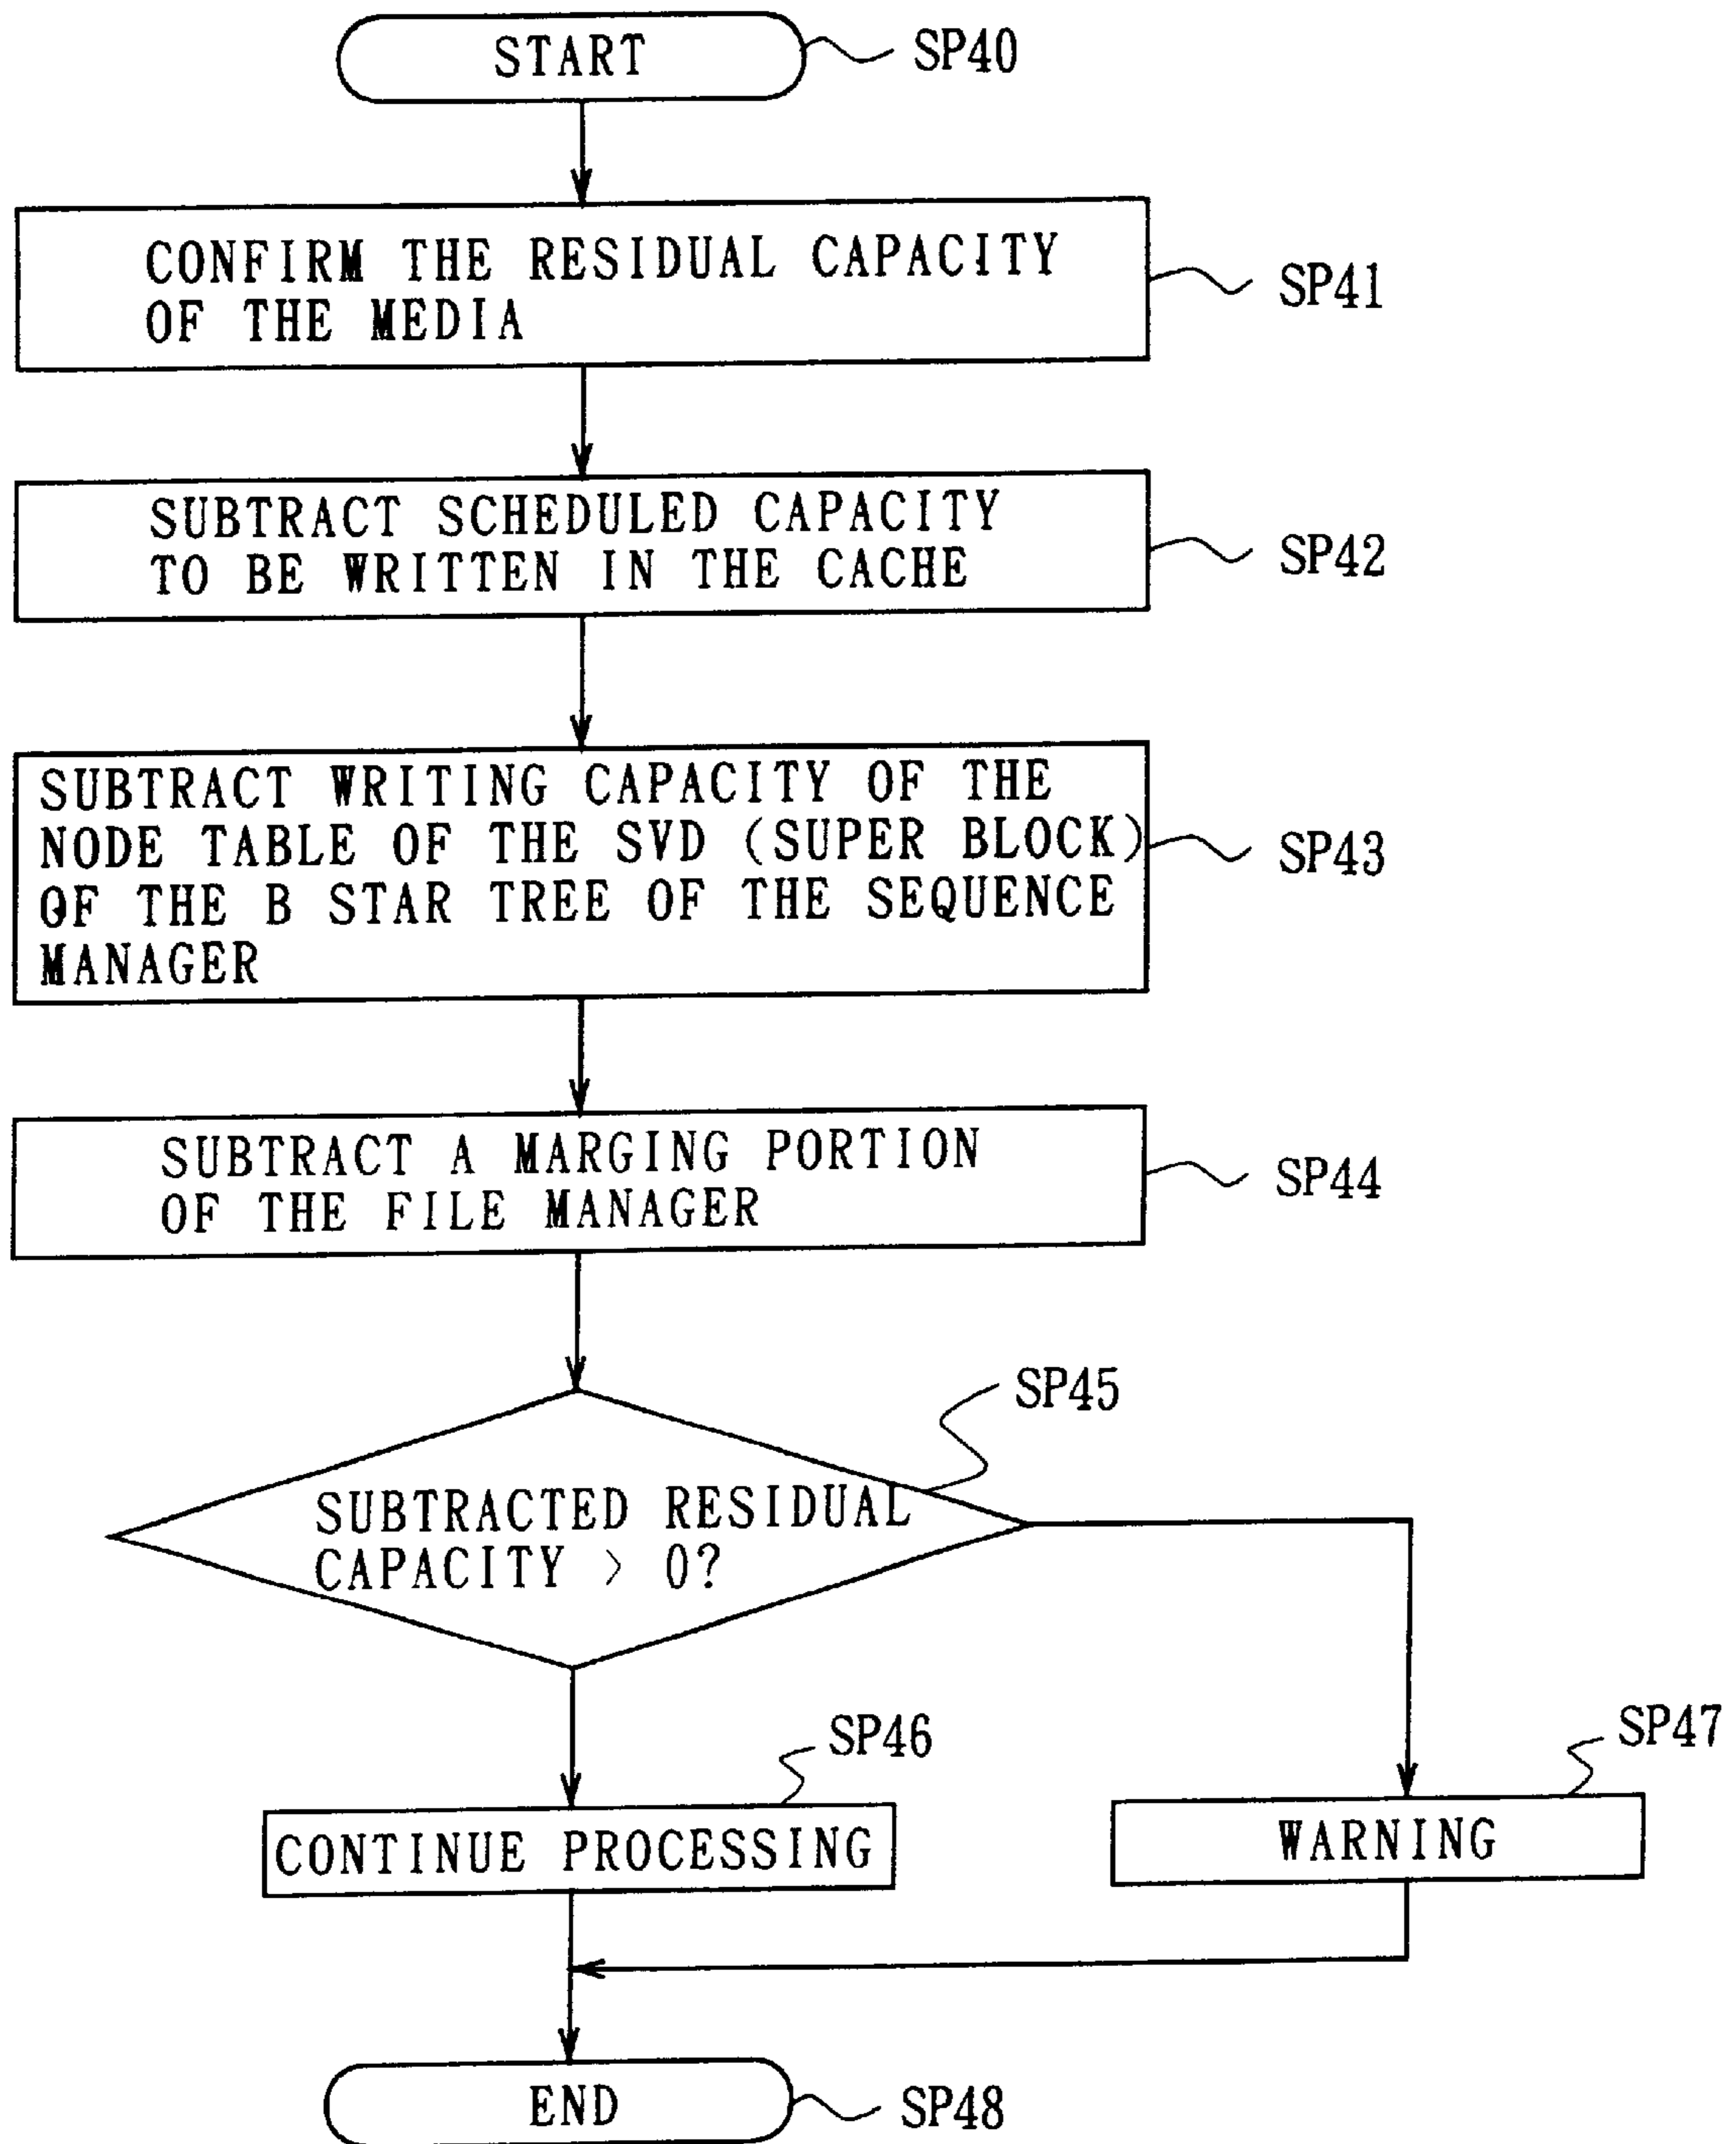 START
SP40
CONFIRM THE RESIDUAL CAPACITY
OF THE MEDIA
SP41
SUBTRACT SCHEDULED CAPACITY
TO BE WRITTEN IN THE CACHE
SP42
SUBTRACT WRITING CAPACITY OF THE
NODE TABLE OF THE SVD (SUPER BLOCK)
OF THE B STAR TREE OF THE SEQUENCE
MANAGER
SP43
SUBTRACT A MARGING PORTION
OF THE FILE MANAGER
SP44
SP45
SUBTRACTED RESIDUAL
CAPACITY > 0?
SP46
SP47
CONTINUE PROCESSING
WARNING
END
SP48